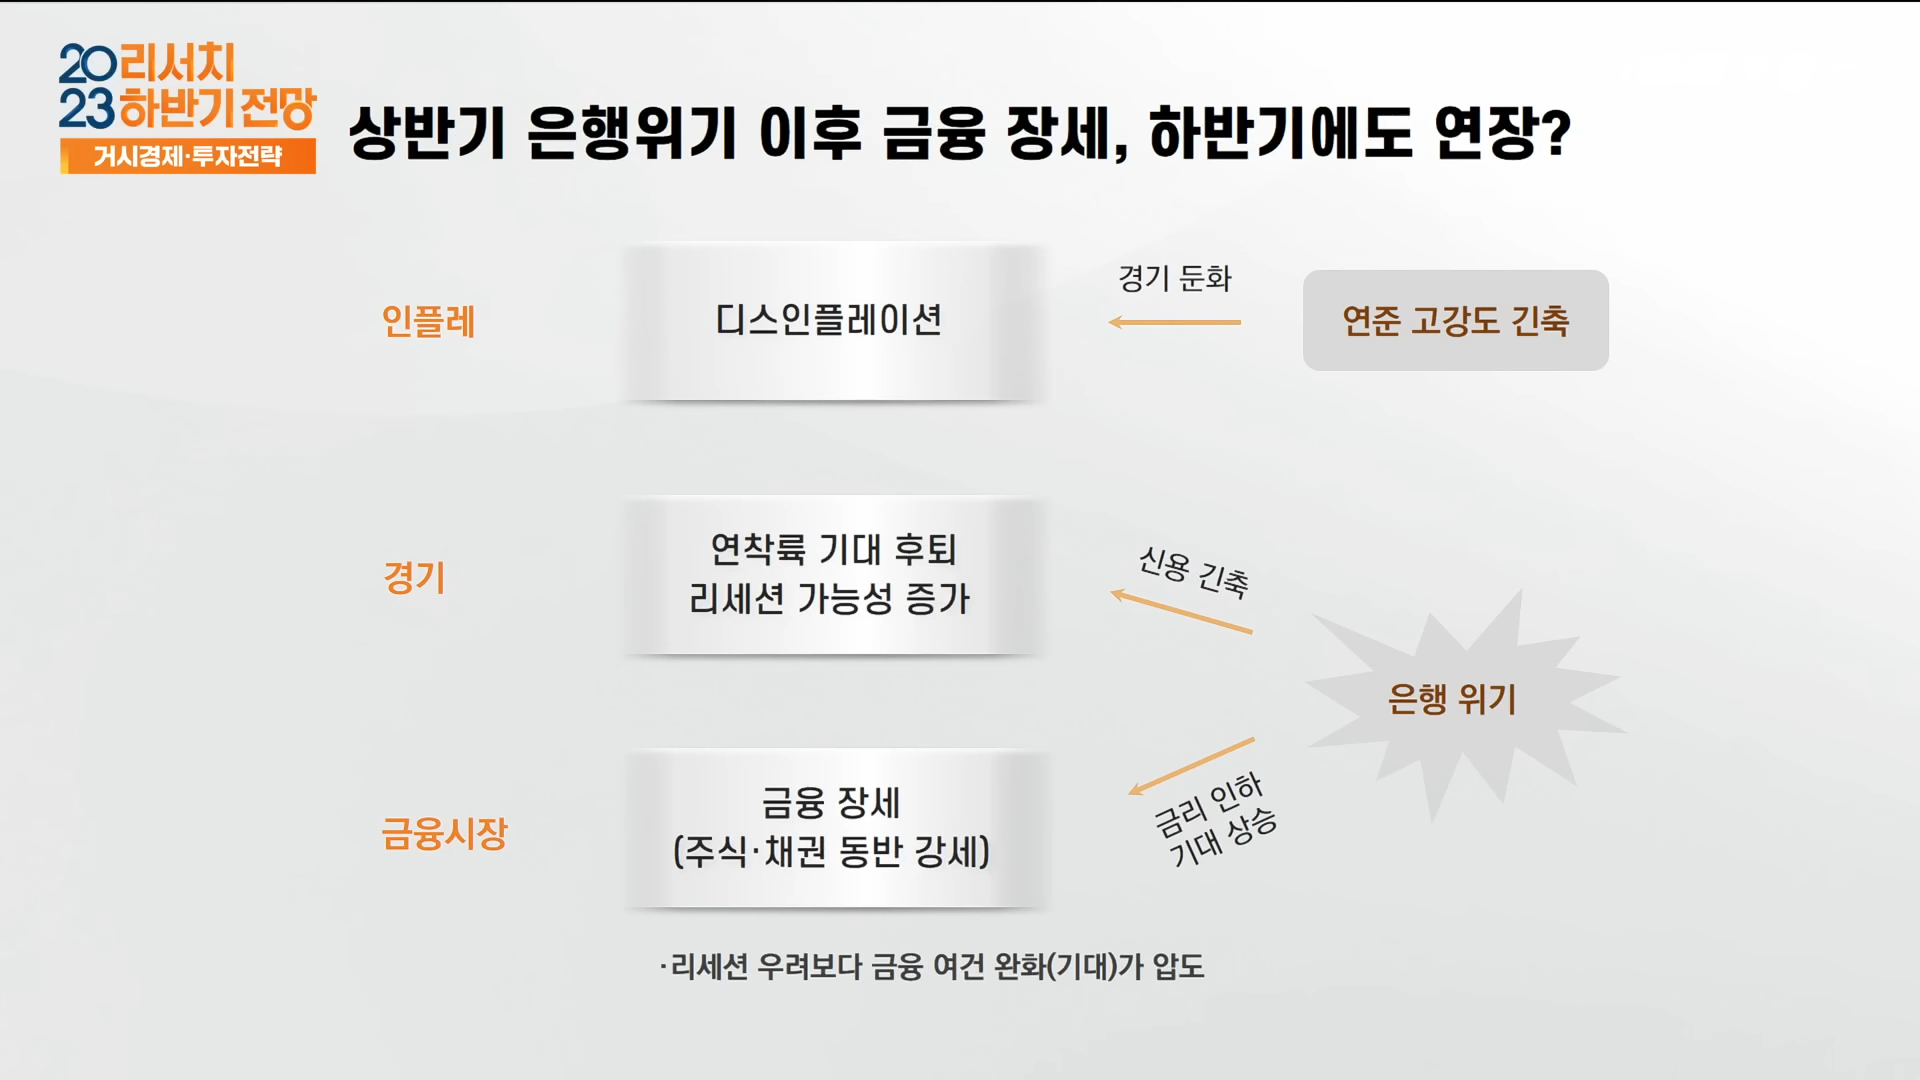 20리서치
23하반기 전망
거시경제·투자전략
상반기 은행위기 이후 금융 장세, 하반기에도 연장?
인플레
디스인플레이션
경기 둔화
연준 고강도 긴축
경기
연착륙 기대 후퇴
리세션 가능성 증가
신용 긴축
은행 위기
금융시장
금융 장세
(주식·채권 동반 강세)
금리 인하
기대 상승
·리세션 우려보다 금융 여건 완화(기대)가 압도